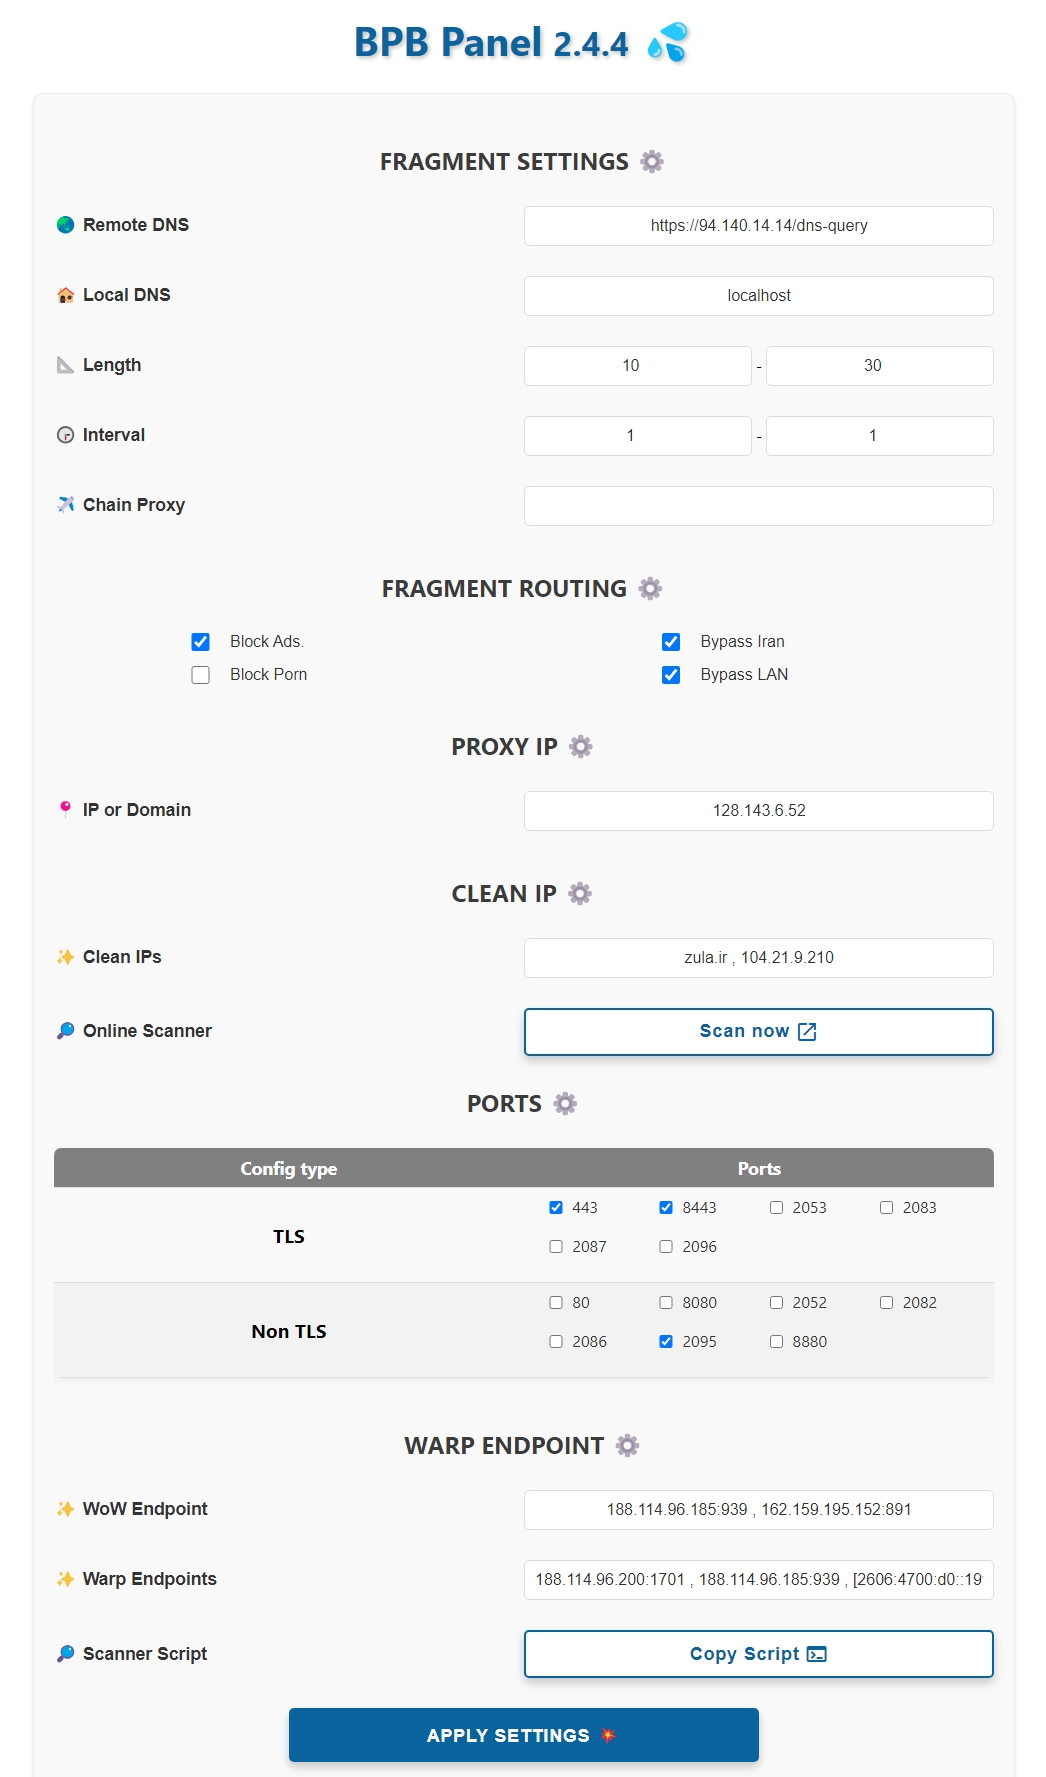 BPB Panel 2.4.4 💦
FRAGMENT SETTINGS ⚙️
🌏 Remote DNS https://94.140.14.14/dns-query
🏚️ Local DNS localhost
📐 Length 10 - 30
🕞 Interval 1 - 1
✈️ Chain Proxy
FRAGMENT ROUTING ⚙️
Block Ads. Bypass Iran
Block Porn Bypass LAN
PROXY IP ⚙️
📍 IP or Domain 128.143.6.52
CLEAN IP ⚙️
✨ Clean IPs zula.ir , 104.21.9.210
🔎 Online Scanner Scan now
PORTS ⚙️
Config type Ports
TLS
443 8443 2053 2083
2087 2096
Non TLS
80 8080 2052 2082
2086 2095 8880
WARP ENDPOINT ⚙️
✨ WoW Endpoint 188.114.96.185:939 , 162.159.195.152:891
✨ Warp Endpoints 188.114.96.200:1701 , 188.114.96.185:939 , [2606:4700:d0::19
🔎 Scanner Script Copy Script
APPLY SETTINGS 💥